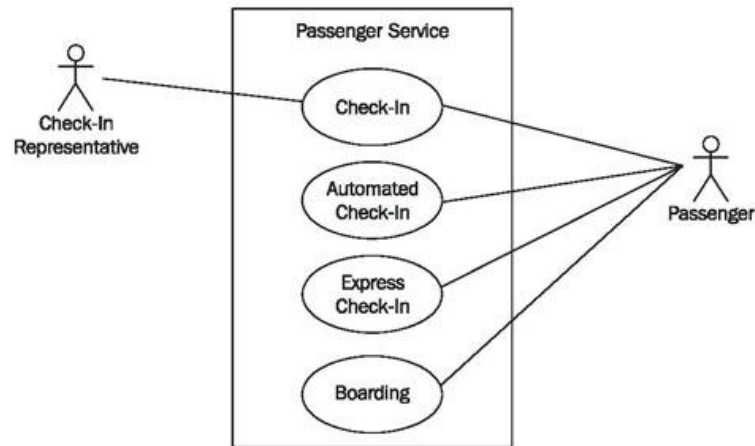 Passenger Service
Check-In
Representative
Check-In
Automated
Check-In
Express
Check-In
Boarding
Passenger